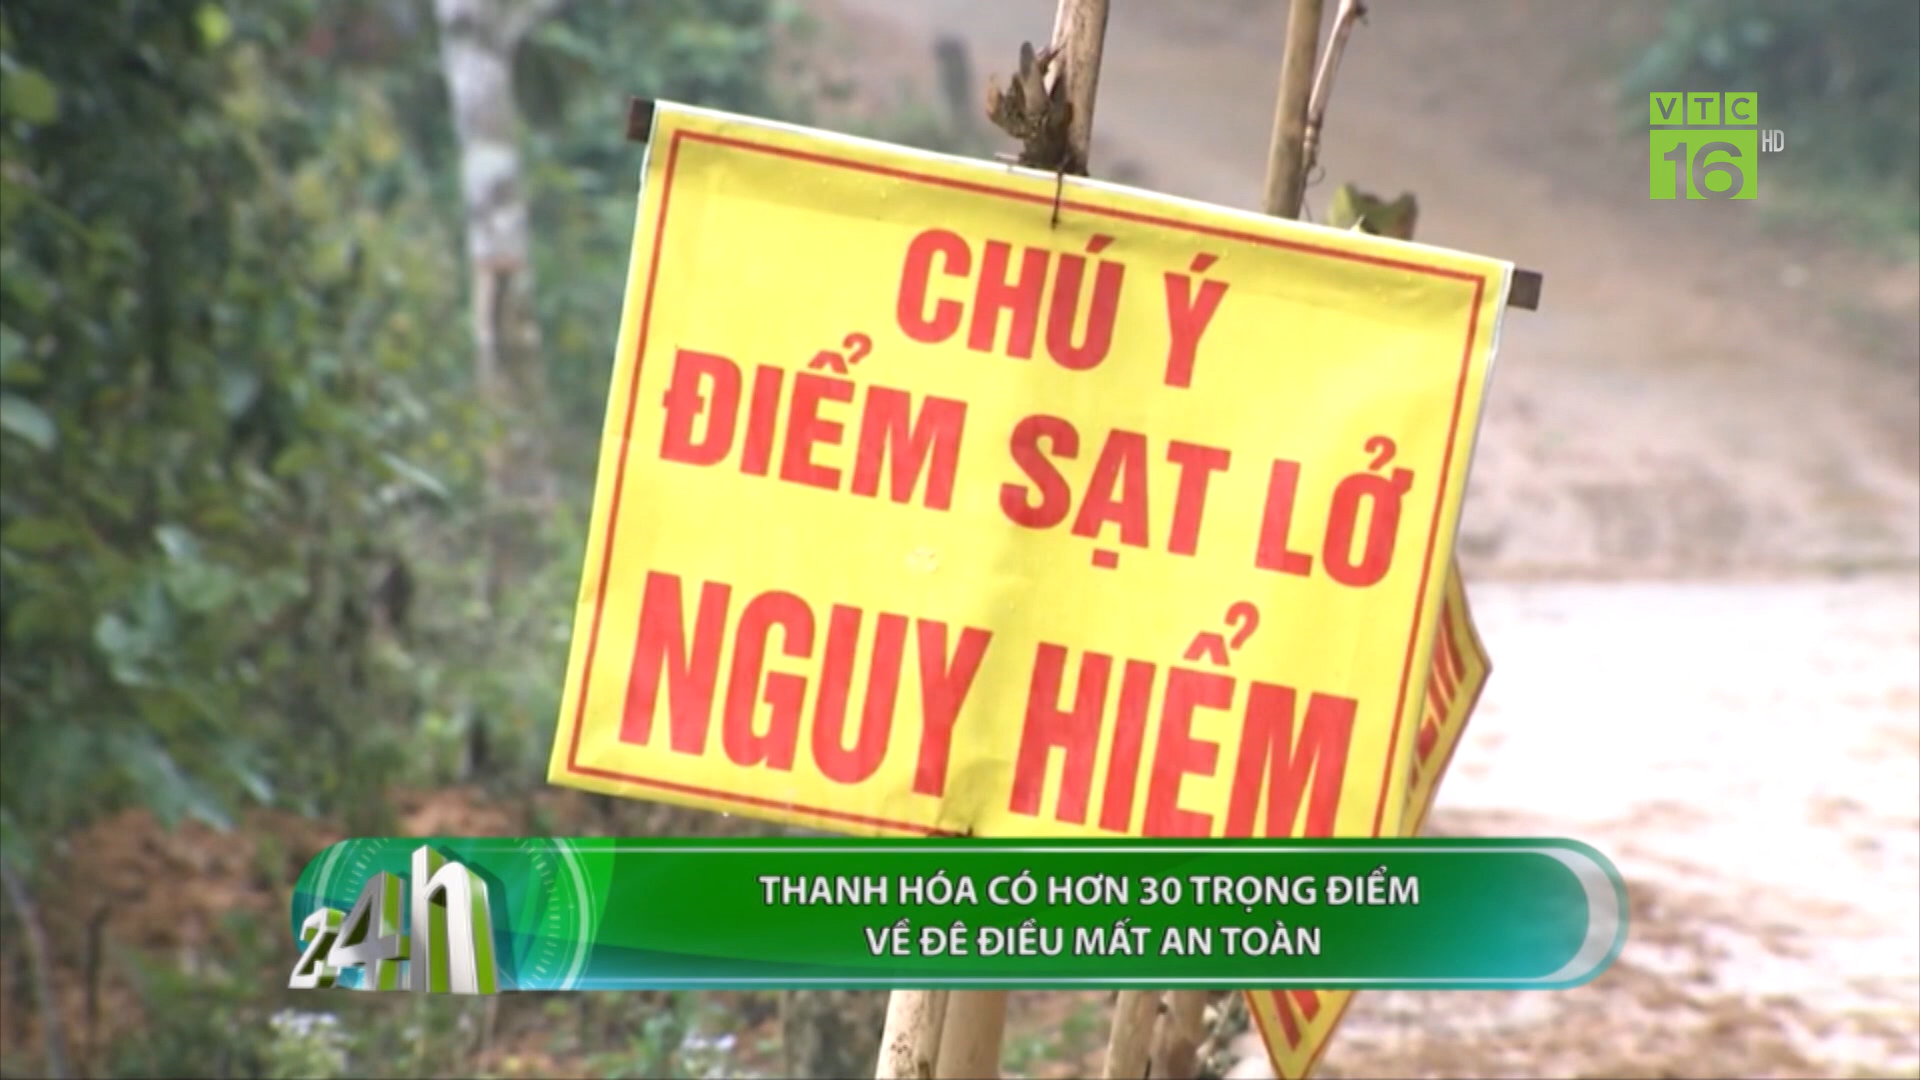 VTC
16 HD
CHÚ Ý
ĐIỂM SẠT LỞ
NGUY HIỂM
24h
THANH HÓA CÓ HƠN 30 TRỌNG ĐIỂM
VỀ ĐÊ ĐIỀU MẤT AN TOÀN